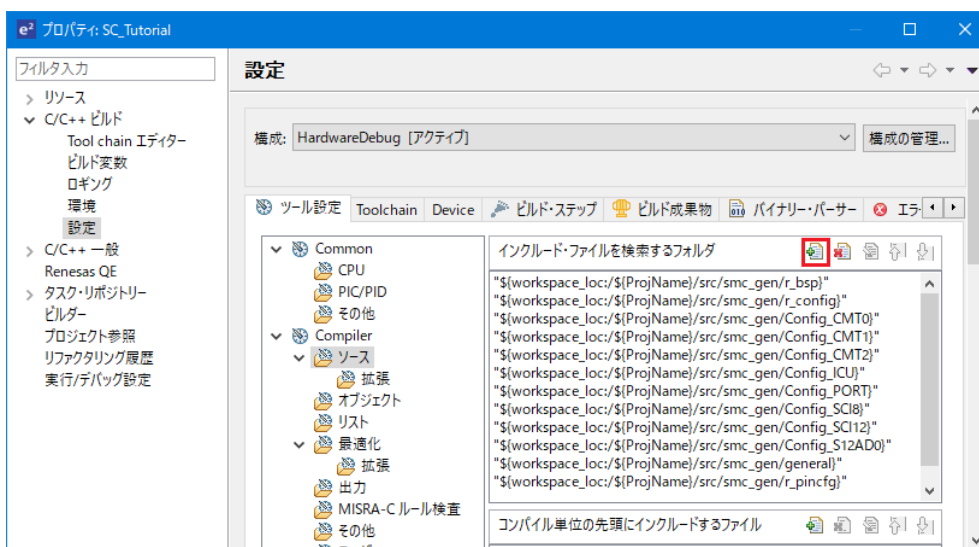 e² プロパティ: SC_Tutorial
フィルタ入力
リソース
C/C++ ビルド
Tool chain エディター
ビルド変数
ロギング
環境
設定
C/C++ 一般
Renesas QE
タスク・リポジトリー
ビルダー
プロジェクト参照
リファクタリング履歴
実行/デバッグ設定
設定
構成: HardwareDebug [アクティブ]
構成の管理...
ツール設定 Toolchain Device ビルド・ステップ ビルド成果物 バイナリー・パーサー エラ
Common
CPU
PIC/PID
その他
Compiler
ソース
拡張
オブジェクト
リスト
最適化
拡張
出力
MISRA-C ルール検査
その他
インクルード・ファイルを検索するフォルダ
"${workspace_loc:/${ProjName}/src/smc_gen/r_bsp}"
"${workspace_loc:/${ProjName}/src/smc_gen/r_config}"
"${workspace_loc:/${ProjName}/src/smc_gen/Config_CMT0}"
"${workspace_loc:/${ProjName}/src/smc_gen/Config_CMT1}"
"${workspace_loc:/${ProjName}/src/smc_gen/Config_CMT2}"
"${workspace_loc:/${ProjName}/src/smc_gen/Config_ICU}"
"${workspace_loc:/${ProjName}/src/smc_gen/Config_PORT}"
"${workspace_loc:/${ProjName}/src/smc_gen/Config_SCI8}"
"${workspace_loc:/${ProjName}/src/smc_gen/Config_SCI12}"
"${workspace_loc:/${ProjName}/src/smc_gen/Config_S12AD0}"
"${workspace_loc:/${ProjName}/src/smc_gen/general}"
"${workspace_loc:/${ProjName}/src/smc_gen/r_pincfg}"
コンパイル単位の先頭にインクルードするファイル